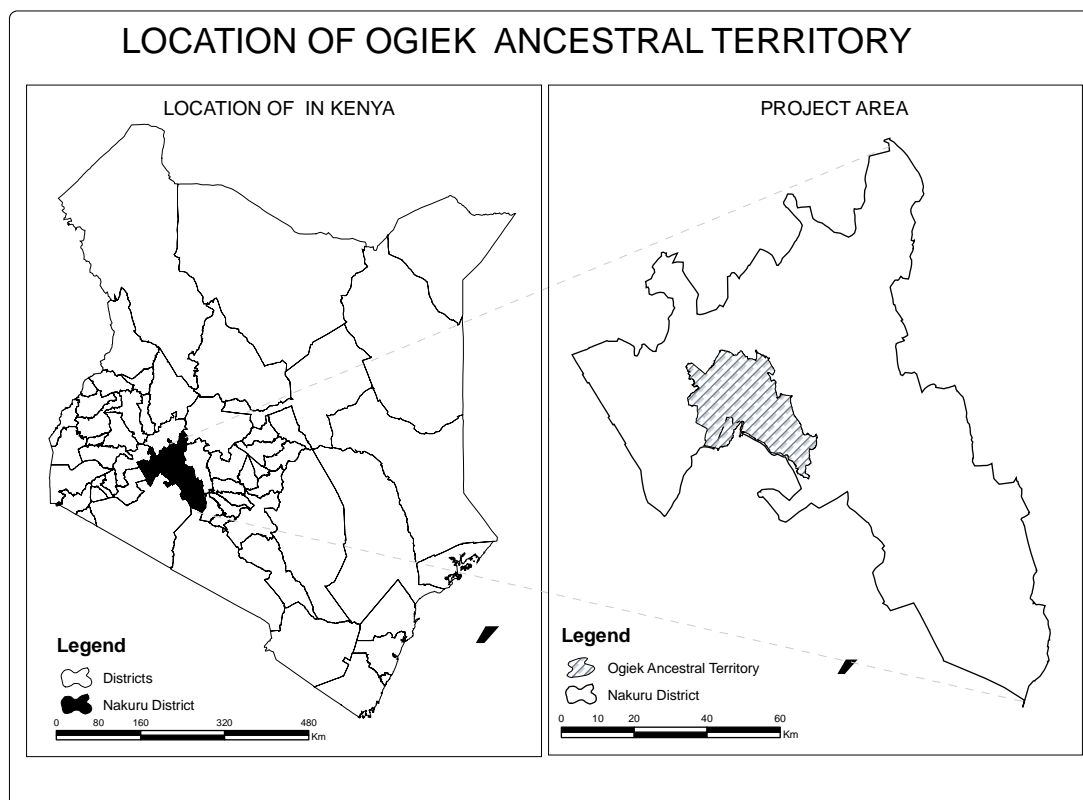 LOCATION OF OGIEK ANCESTRAL TERRITORY
LOCATION OF IN KENYA
Legend
Districts
Nakuru District
0 80 160 320 480
Km
PROJECT AREA
Legend
Ogiek Ancestral Territory
Nakuru District
0 10 20 40 60
Km